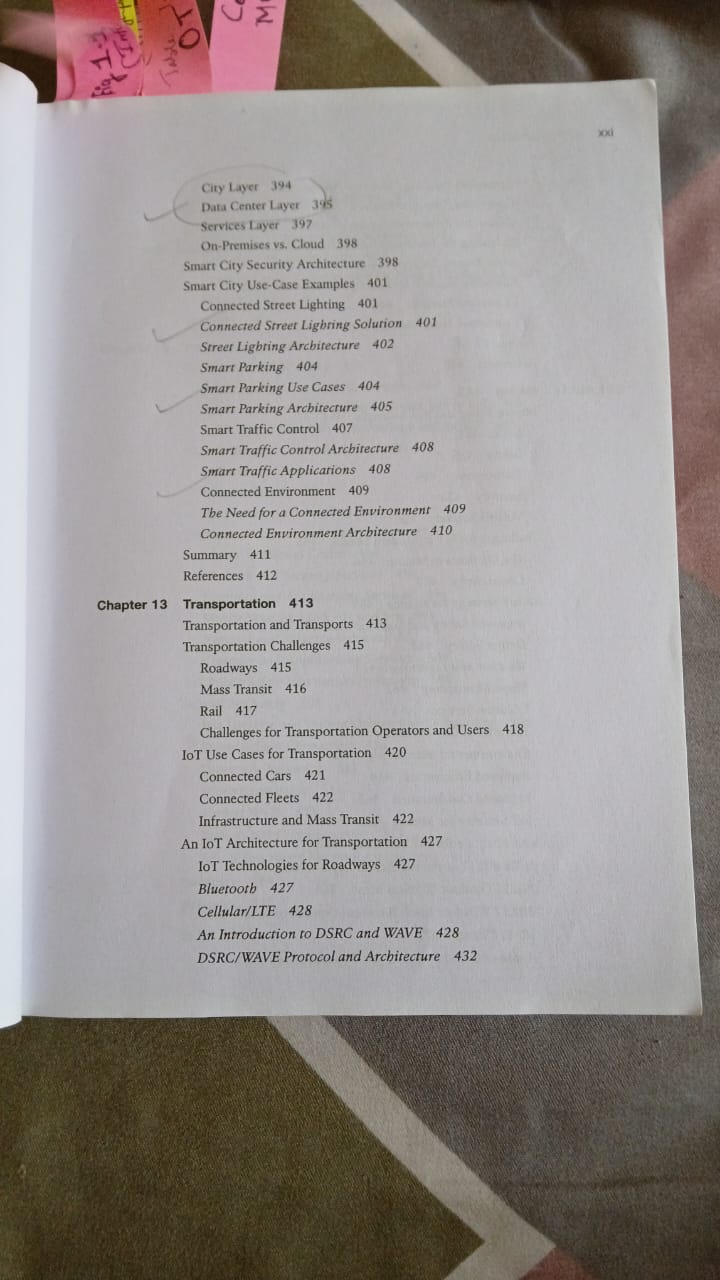 Fig 1.
Table.
OT
Co
M
xxi
City Layer 394
Data Center Layer 395
Services Layer 397
On-Premises vs. Cloud 398
Smart City Security Architecture 398
Smart City Use-Case Examples 401
Connected Street Lighting 401
Connected Street Lighting Solution 401
Street Lighting Architecture 402
Smart Parking 404
Smart Parking Use Cases 404
Smart Parking Architecture 405
Smart Traffic Control 407
Smart Traffic Control Architecture 408
Smart Traffic Applications 408
Connected Environment 409
The Need for a Connected Environment 409
Connected Environment Architecture 410
Summary 411
References 412
Chapter 13 Transportation 413
Transportation and Transports 413
Transportation Challenges 415
Roadways 415
Mass Transit 416
Rail 417
Challenges for Transportation Operators and Users 418
IoT Use Cases for Transportation 420
Connected Cars 421
Connected Fleets 422
Infrastructure and Mass Transit 422
An IoT Architecture for Transportation 427
IoT Technologies for Roadways 427
Bluetooth 427
Cellular/LTE 428
An Introduction to DSRC and WAVE 428
DSRC/WAVE Protocol and Architecture 432